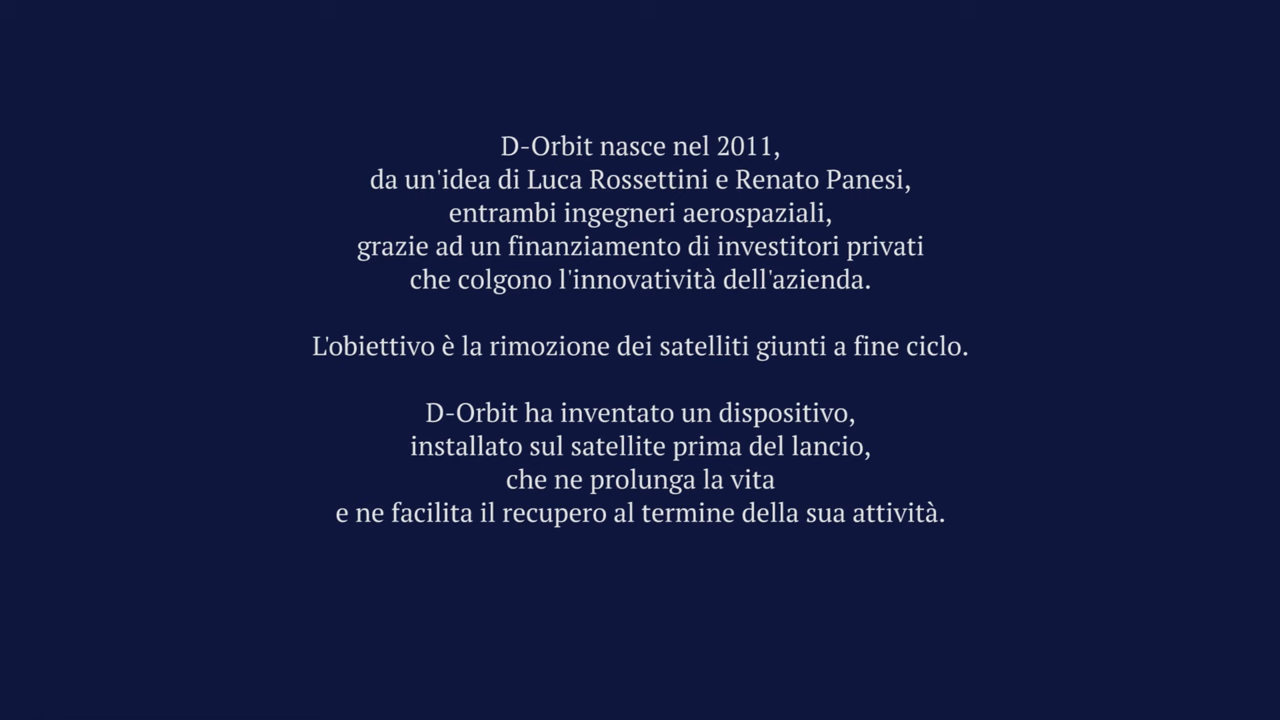 D-Orbit nasce nel 2011,
da un'idea di Luca Rossettini e Renato Panesi,
entrambi ingegneri aerospaziali,
grazie ad un finanziamento di investitori privati
che colgono l'innovatività dell'azienda.
L'obiettivo è la rimozione dei satelliti giunti a fine ciclo.
D-Orbit ha inventato un dispositivo,
installato sul satellite prima del lancio,
che ne prolunga la vita
e ne facilita il recupero al termine della sua attività.